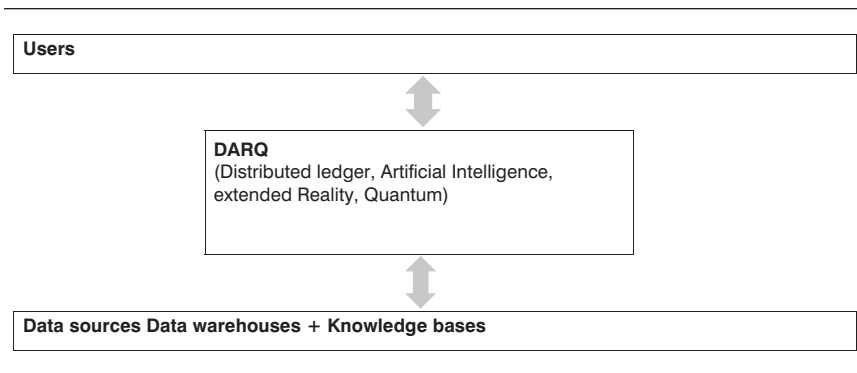 Users
DARQ
(Distributed ledger, Artificial Intelligence,
extended Reality, Quantum)
Data sources Data warehouses + Knowledge bases